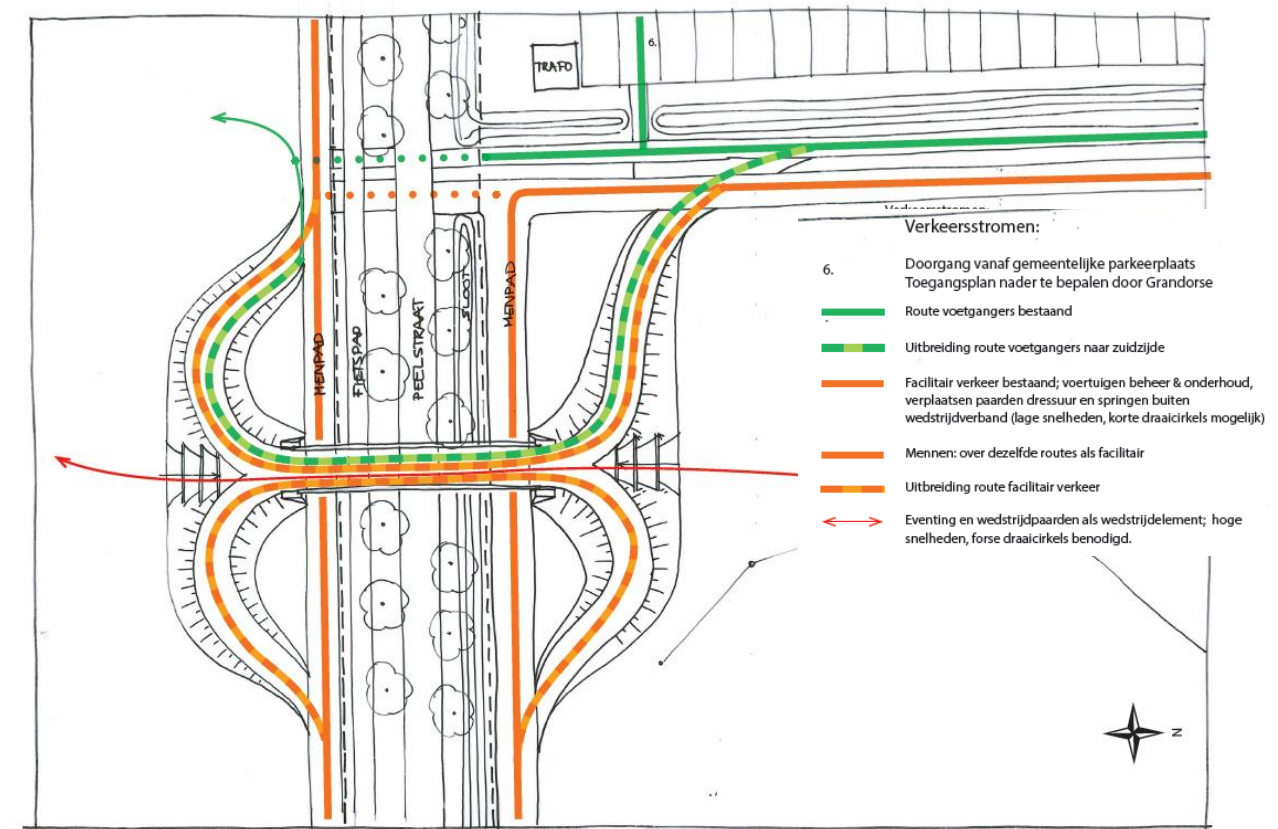 6.
TRAFO
MENPAD
FIETSPAD
PEELSTRAAT
SLOOT
MENPAD
Verkeersstromen:
Verkeersstromen:
6.
Doorgang vanaf gemeentelijke parkeerplaats
Toegangsplan nader te bepalen door Grandorse
Route voetgangers bestaand
Uitbreiding route voetgangers naar zuidzijde
Facilitair verkeer bestaand; voertuigen beheer & onderhoud,
verplaatsen paarden dressuur en springen buiten
wedstrijdverband (lage snelheden, korte draaicirkels mogelijk)
Mennen: over dezelfde routes als facilitair
Uitbreiding route facilitair verkeer
Eventing en wedstrijdpaarden als wedstrijdelement; hoge
snelheden, forse draaicirkels benodigd.
N